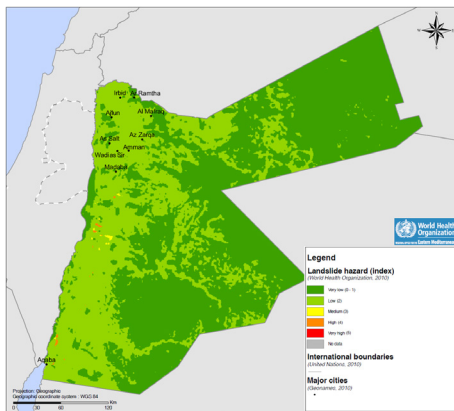 N
Irbid
Ar Ramtha
Ajlun
Al Mafraq
As Salt
Az Zarqa
Amman
Wadi as Sir
Madaba
Aqaba
World Health
Organization
Eastern Mediterranean
Legend
Landslide hazard (index)
(World Health Organization, 2010)
Very low (0 - 1)
Low (2)
Medium (3)
High (4)
Very high (5)
No data
International boundaries
(United Nations, 2010)
Major cities
(Geonames, 2010)
Projection: Geographic
Geographic coordinate system : WGS 84
0 30 60 120
Km